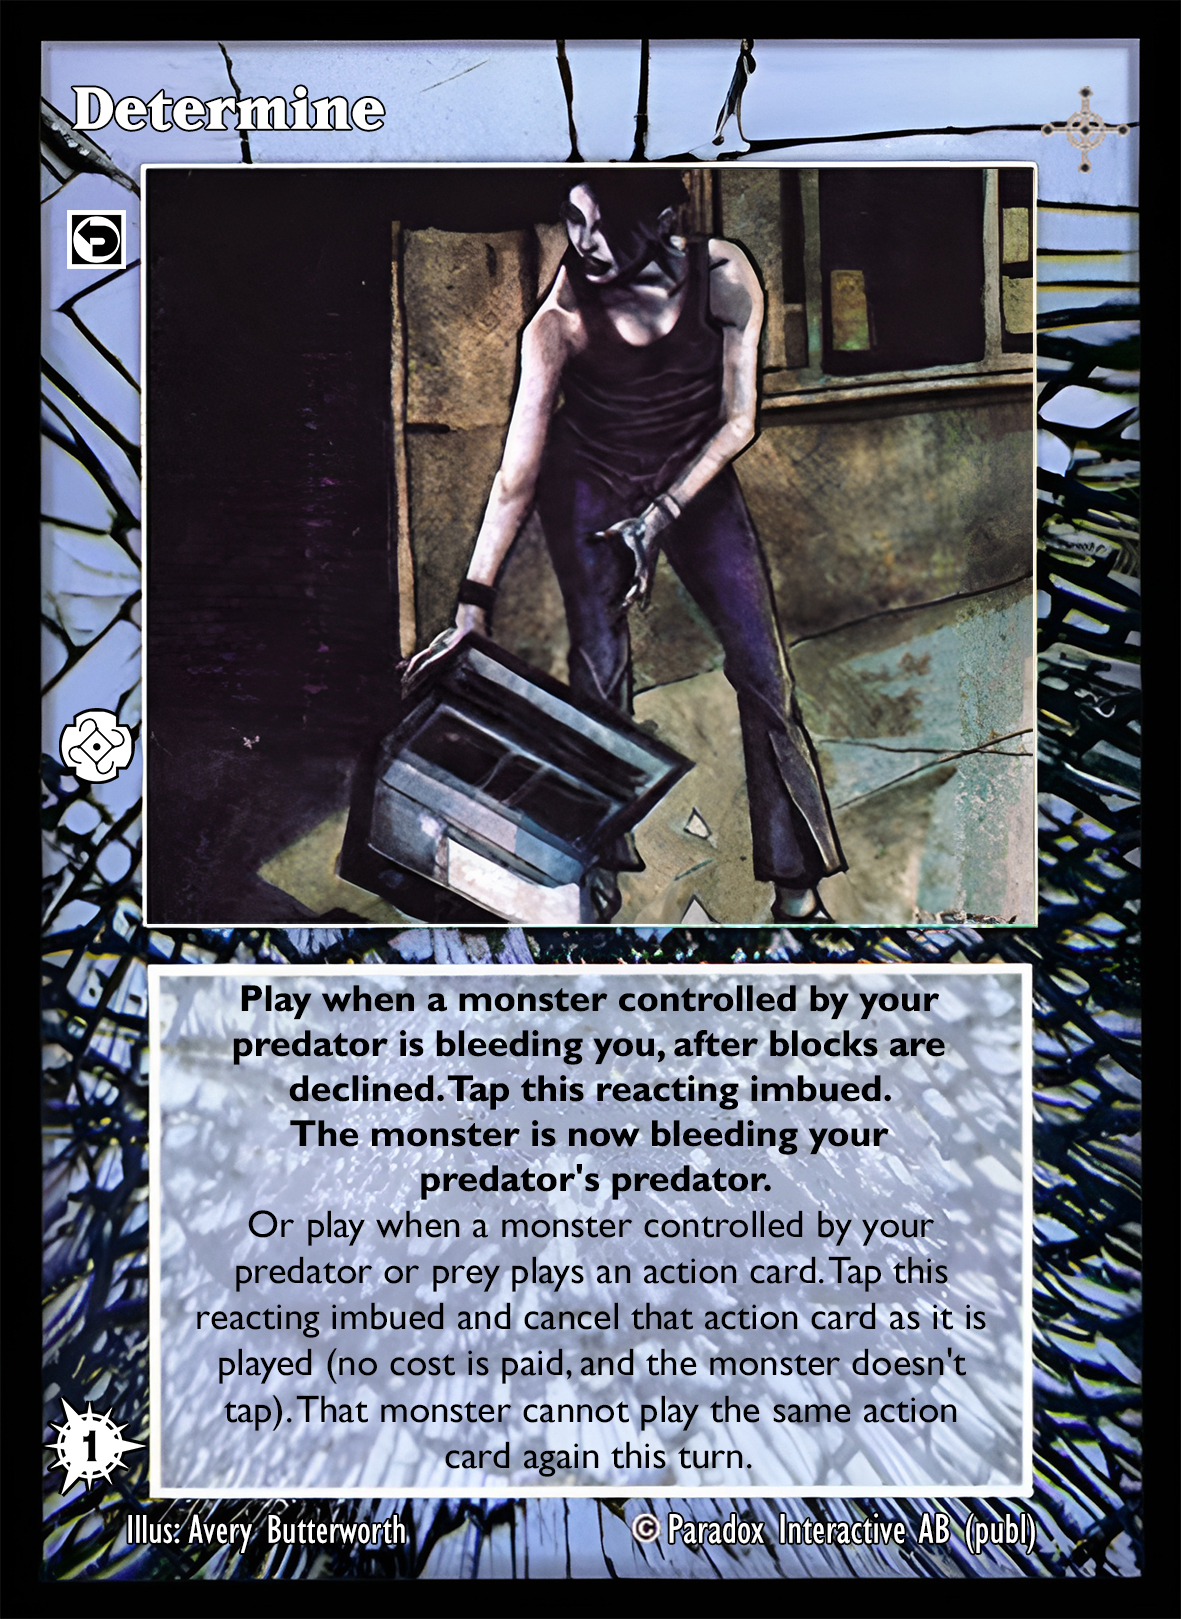 Determine
Play when a monster controlled by your
predator is bleeding you, after blocks are
declined. Tap this reacting imbued.
The monster is now bleeding your
predator's predator.
Or play when a monster controlled by your
predator or prey plays an action card. Tap this
reacting imbued and cancel that action card as it is
played (no cost is paid, and the monster doesn't
tap). That monster cannot play the same action
card again this turn.
1
Illus: Avery Butterworth
© Paradox Interactive AB (publ)